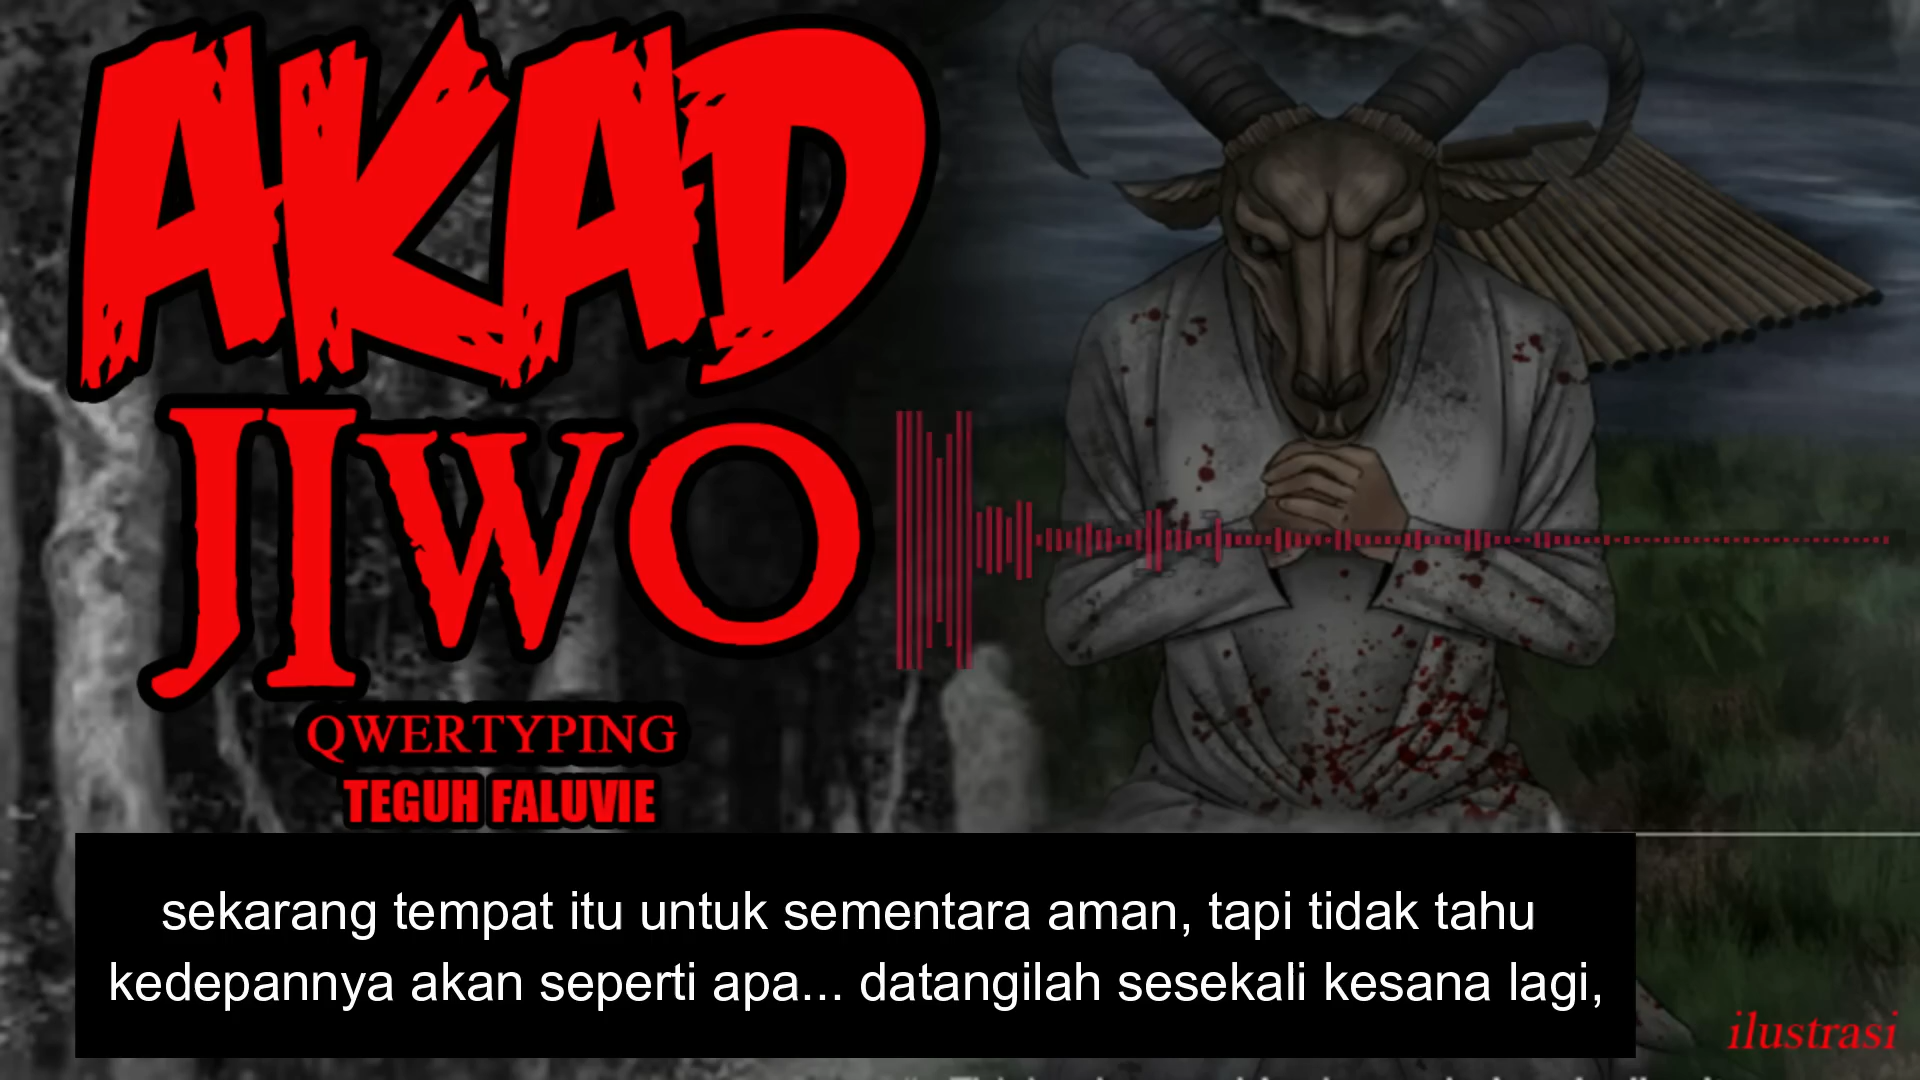 AKAD
JIWO
QWERTYPING
TEGUH FALUVIE
sekarang tempat itu untuk sementara aman, tapi tidak tahu
kedepannya akan seperti apa... datangilah sesekali kesana lagi,
ilustrasi